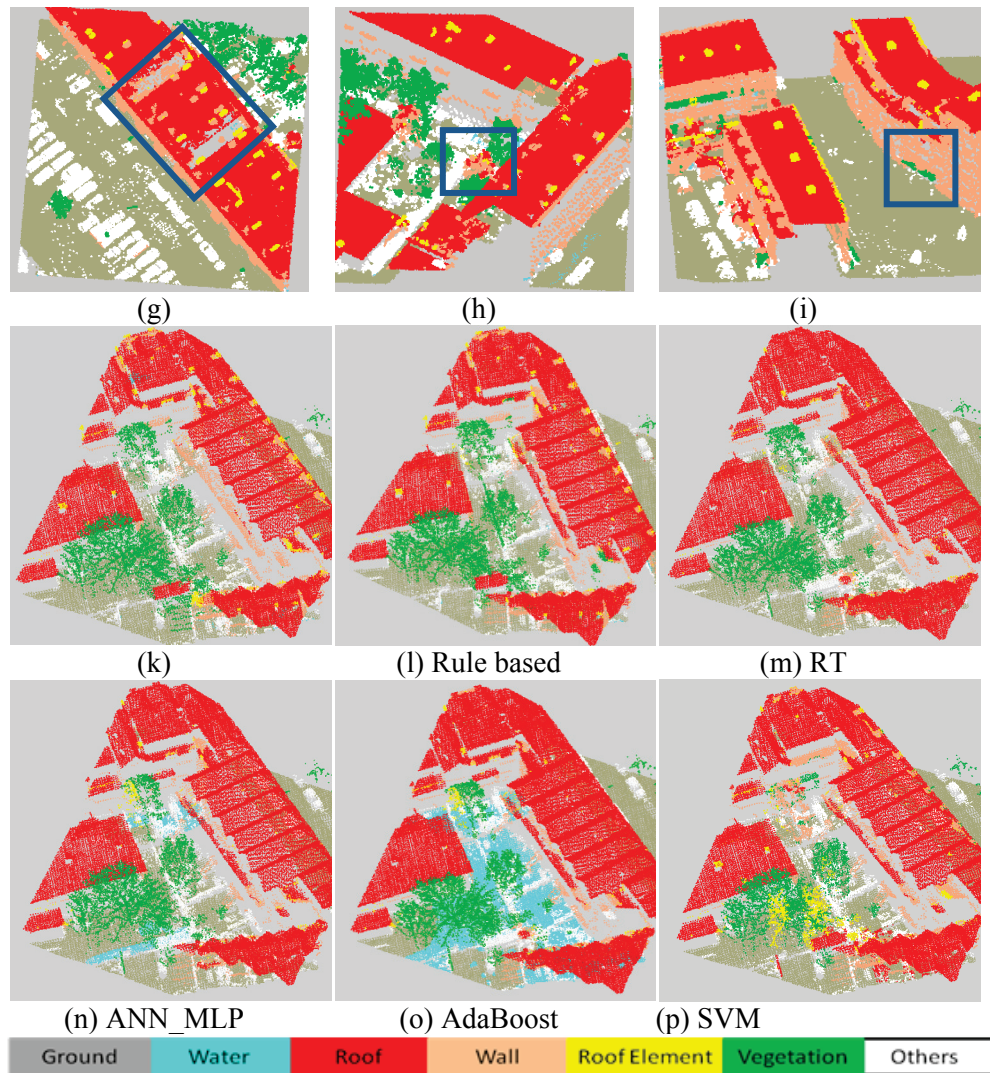 (g) (h) (i)
(k) (l) Rule based (m) RT
(n) ANN_MLP (o) AdaBoost (p) SVM
Ground Water Roof Wall Roof Element Vegetation Others